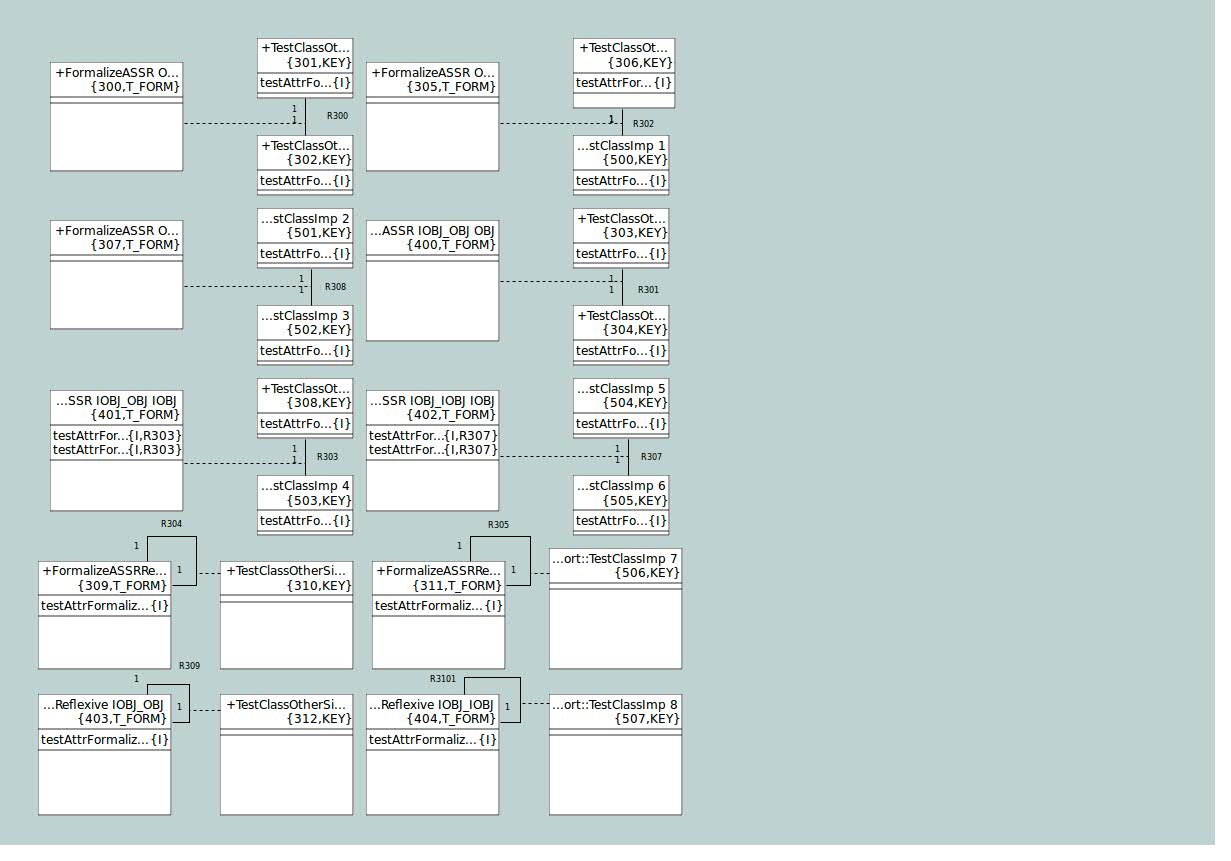 +TestClassOt...
{301,KEY}
testAttrFo...{I}
+FormalizeASSR O...
{300,T_FORM}
1
1
R300
+TestClassOt...
{302,KEY}
testAttrFo...{I}
+TestClassOt...
{306,KEY}
testAttrFor...{I}
+FormalizeASSR O...
{305,T_FORM}
1
R302
...stClassImp 1
{500,KEY}
testAttrFo...{I}
...stClassImp 2
{501,KEY}
testAttrFo...{I}
+FormalizeASSR O...
{307,T_FORM}
1
1
R308
...stClassImp 3
{502,KEY}
testAttrFo...{I}
+TestClassOt...
{303,KEY}
testAttrFo...{I}
...ASSR IOBJ_OBJ OBJ
{400,T_FORM}
1
1
R301
+TestClassOt...
{304,KEY}
testAttrFo...{I}
+TestClassOt...
{308,KEY}
testAttrFo...{I}
...SSR IOBJ_OBJ IOBJ
{401,T_FORM}
testAttrFor...{I,R303}
testAttrFor...{I,R303}
1
1
R303
...stClassImp 4
{503,KEY}
testAttrFo...{I}
...stClassImp 5
{504,KEY}
testAttrFo...{I}
...SSR IOBJ_IOBJ IOBJ
{402,T_FORM}
testAttrFor...{I,R307}
testAttrFor...{I,R307}
1
1
R307
...stClassImp 6
{505,KEY}
testAttrFo...{I}
R304
1
1
+FormalizeASSRRe...
{309,T_FORM}
testAttrFormaliz...{I}
+TestClassOtherSi...
{310,KEY}
R305
1
1
+FormalizeASSRRe...
{311,T_FORM}
testAttrFormaliz...{I}
...ort::TestClassImp 7
{506,KEY}
R309
1
1
...Reflexive IOBJ_OBJ
{403,T_FORM}
testAttrFormaliz...{I}
+TestClassOtherSi...
{312,KEY}
R3101
1
...Reflexive IOBJ_IOBJ
{404,T_FORM}
testAttrFormaliz...{I}
...ort::TestClassImp 8
{507,KEY}